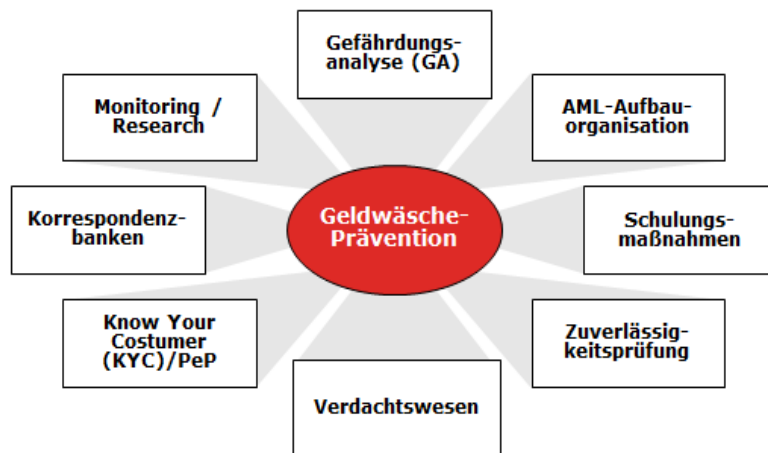 Gefährdungs-
analyse (GA)
Monitoring /
Research
AML-Aufbau-
organisation
Korrespondenz-
banken
Geldwäsche-
Prävention
Schulungs-
maßnahmen
Know Your
Costumer
(KYC)/PeP
Zuverlässig-
keitsprüfung
Verdachtswesen